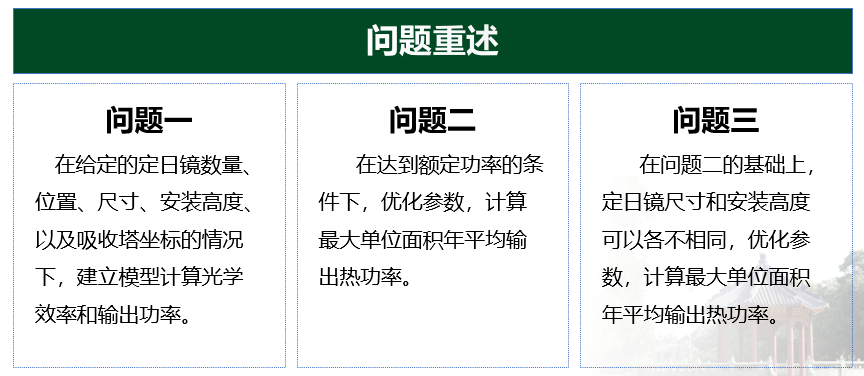 问题重述
问题一
在给定的定日镜数量、
位置、尺寸、安装高度、
以及吸收塔坐标的情况
下，建立模型计算光学
效率和输出功率。
问题二
在达到额定功率的条
件下，优化参数，计算
最大单位面积年平均输
出热功率。
问题三
在问题二的基础上，
定日镜尺寸和安装高度
可以各不相同，优化参
数，计算最大单位面积
年平均输出热功率。